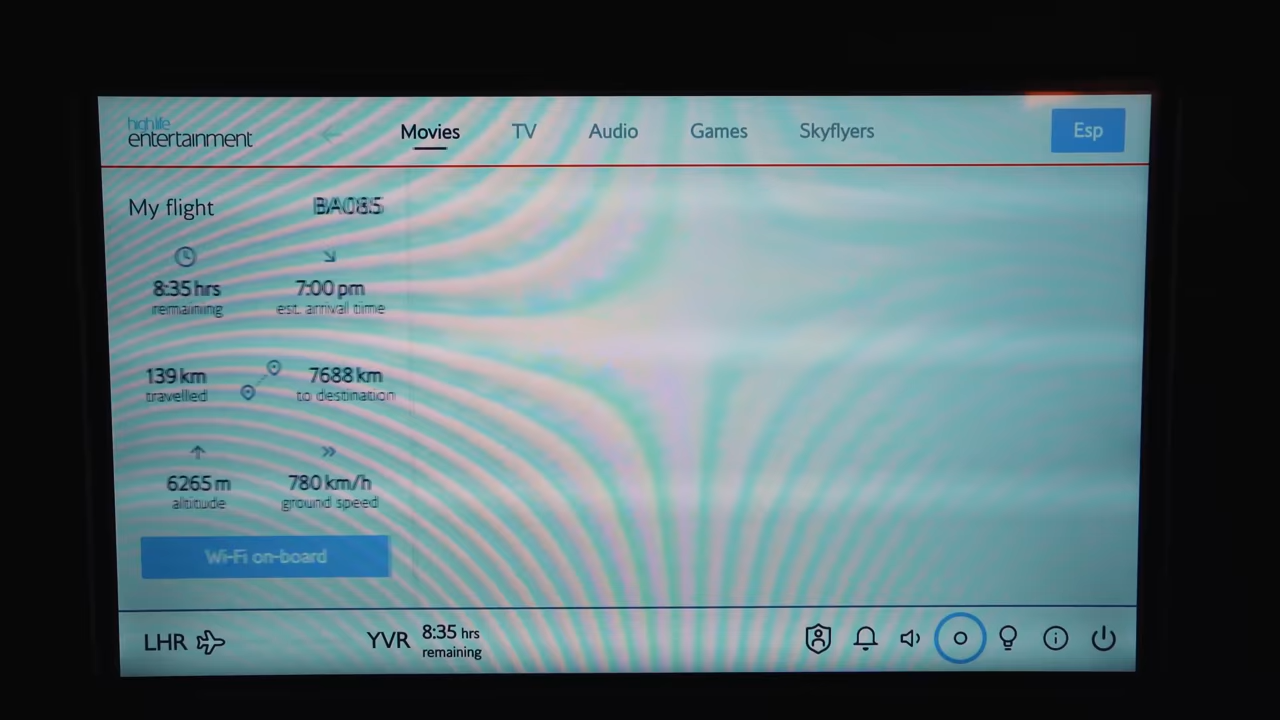 high life
entertainment
Movies TV Audio Games Skyflyers Esp
My flight BA085
8:35 hrs 7:00 pm
remaining est. arrival time
139 km 7688 km
travelled to destination
6265 m 780 km/h
altitude ground speed
Wi-Fi on-board
LHR YVR 8:35 hrs
remaining